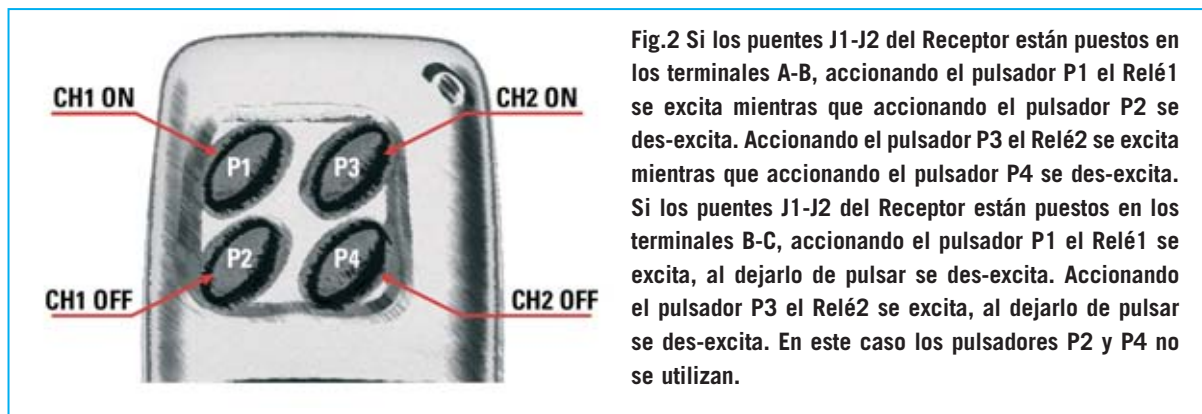 CH1 ON
CH2 ON
P1
P3
P2
P4
CH1 OFF
CH2 OFF
Fig.2 Si los puentes J1-J2 del Receptor están puestos en
los terminales A-B, accionando el pulsador P1 el Relé1
se excita mientras que accionando el pulsador P2 se
des-excita. Accionando el pulsador P3 el Relé2 se excita
mientras que accionando el pulsador P4 se des-excita.
Si los puentes J1-J2 del Receptor están puestos en los
terminales B-C, accionando el pulsador P1 el Relé1 se
excita, al dejarlo de pulsar se des-excita. Accionando
el pulsador P3 el Relé2 se excita, al dejarlo de pulsar
se des-excita. En este caso los pulsadores P2 y P4 no
se utilizan.